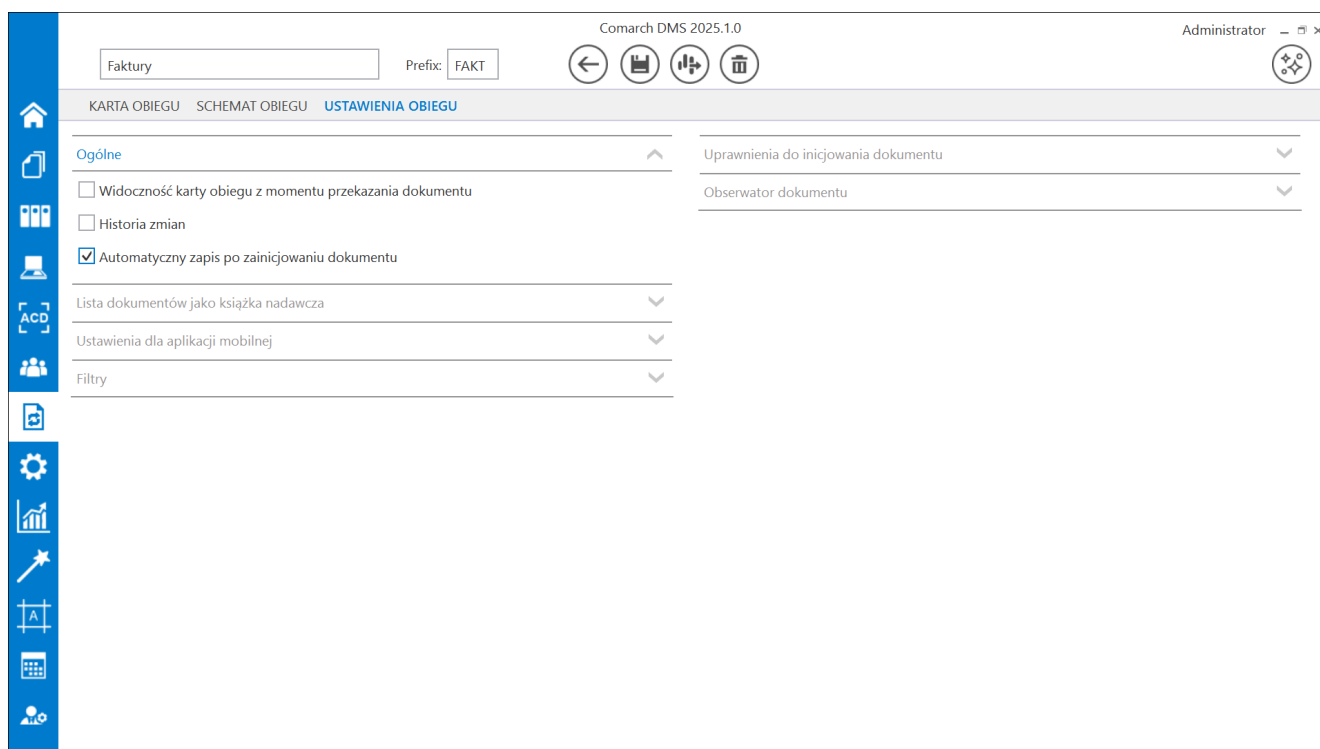 Comarch DMS 2025.1.0
Administrator
Faktury
Prefix: FAKT
KARTA OBIEGU SCHEMAT OBIEGU USTAWIENIA OBIEGU
Ogólne
Widoczność karty obiegu z momentu przekazania dokumentu
Historia zmian
Automatyczny zapis po zainicjowaniu dokumentu
Lista dokumentów jako książka nadawcza
Ustawienia dla aplikacji mobilnej
Filtry
Uprawnienia do inicjowania dokumentu
Obserwator dokumentu
ACD
A